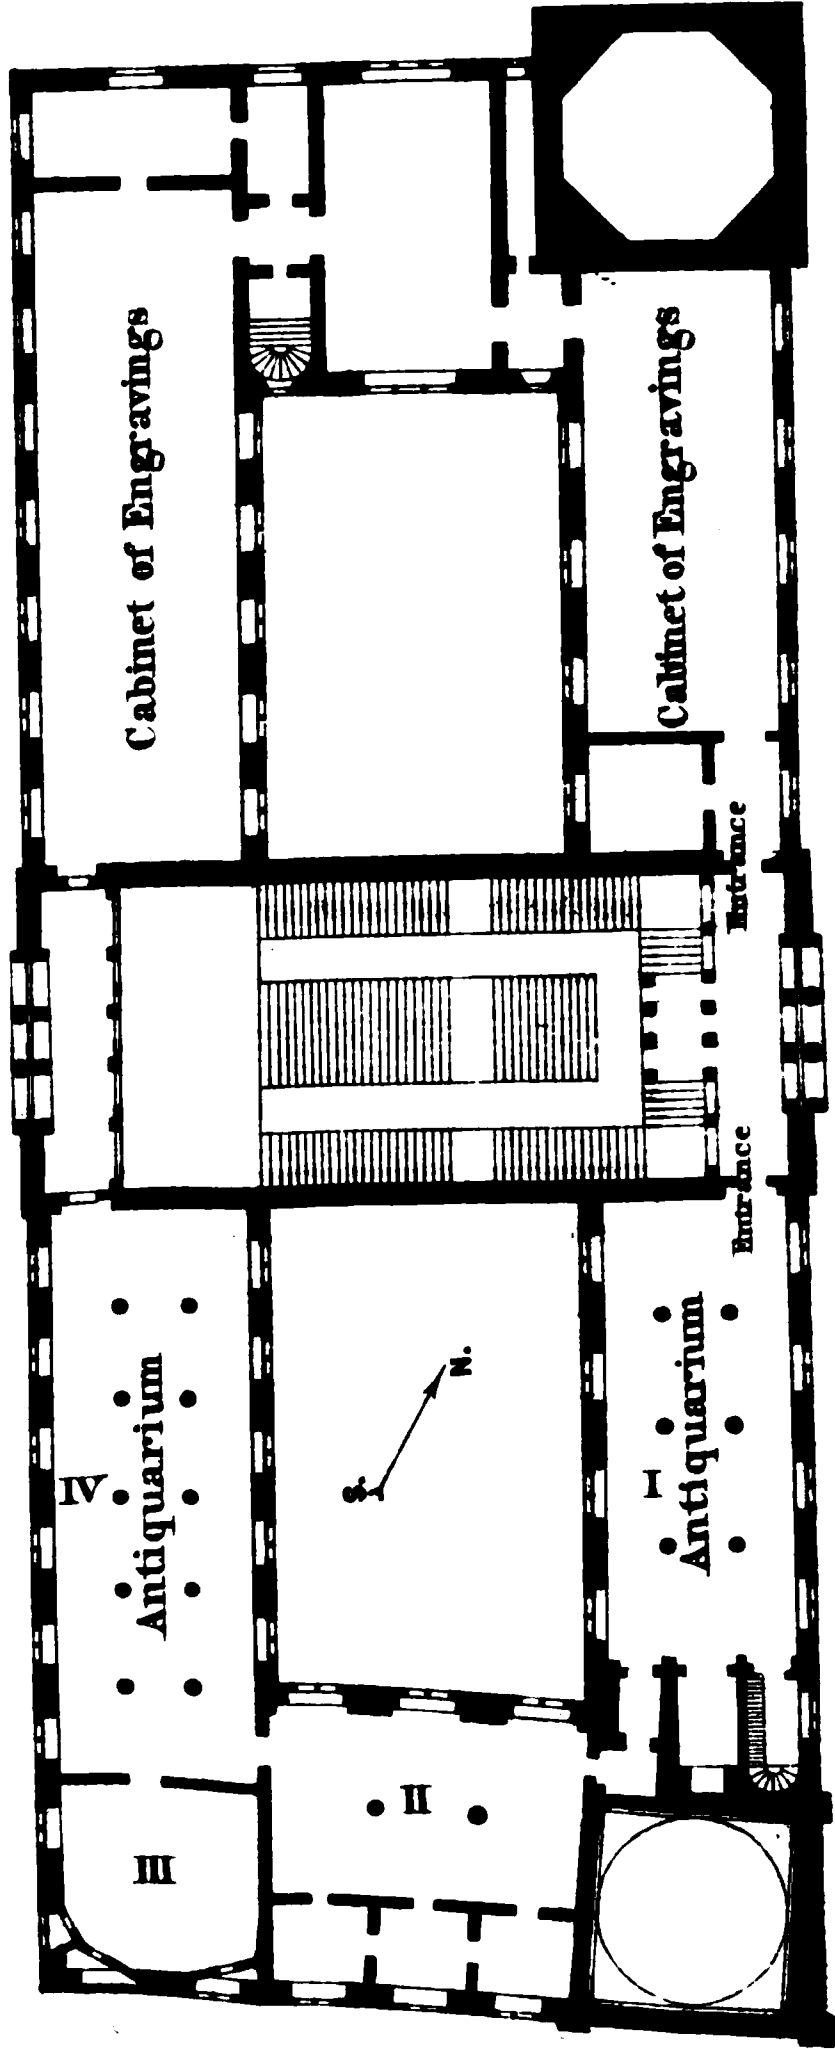 Cabinet of Engravings
Cabinet of Engravings
Entrance
Entrance
N.
S.
Antiquarium
IV
I
Antiquarium
II
III